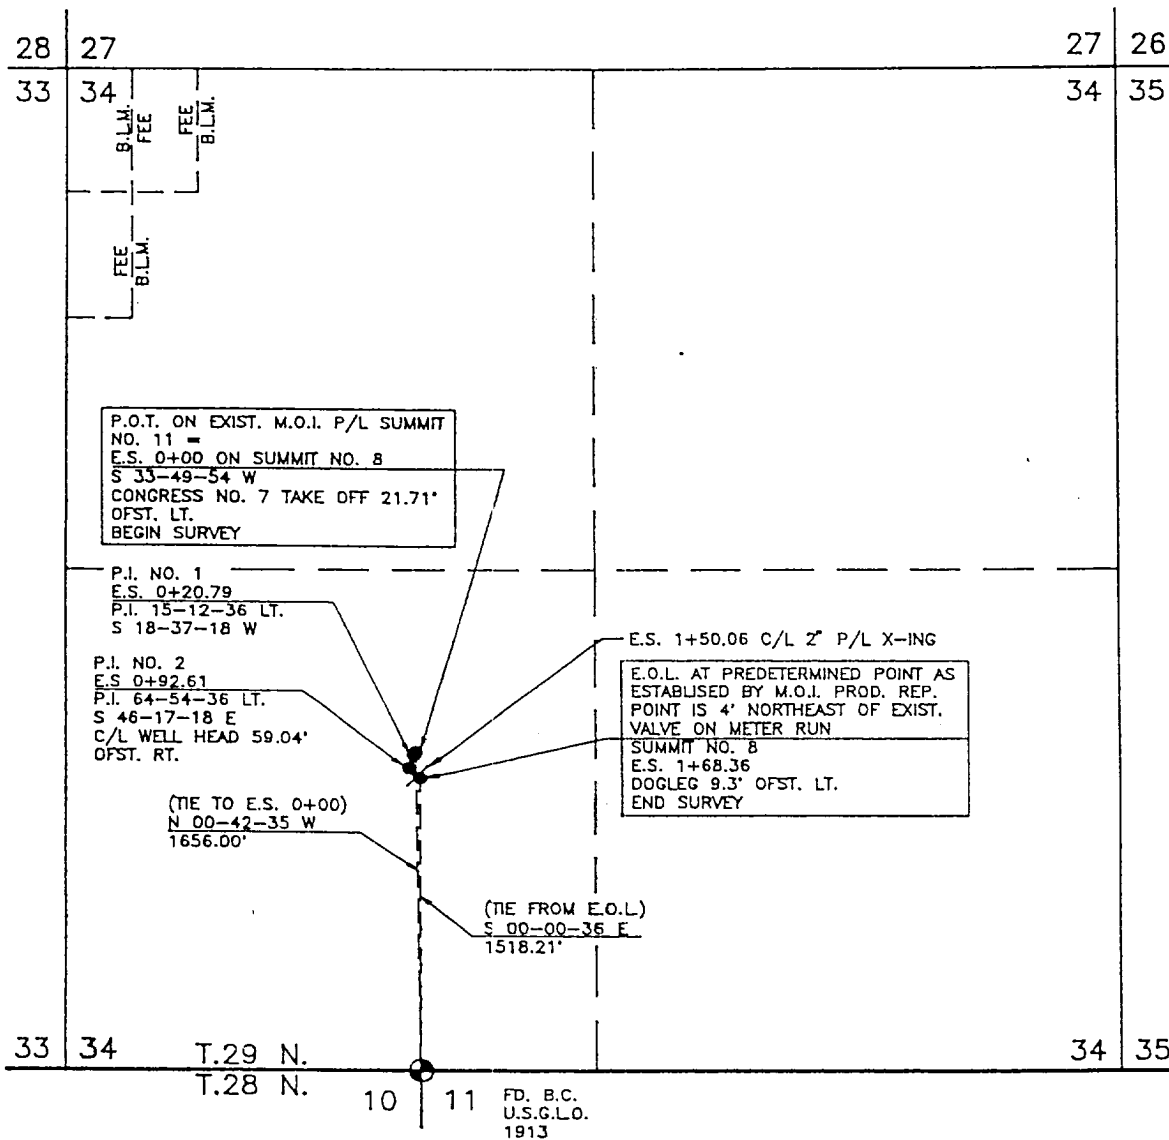 28 27
27 26
33 34
34 35
B.L.M.
FEE
FEE
B.L.M.
FEE
B.L.M.
P.O.T. ON EXIST. M.O.I. P/L SUMMIT
NO. 11 =
E.S. 0+00 ON SUMMIT NO. 8
S 33-49-54 W
CONGRESS NO. 7 TAKE OFF 21.71'
OFST. LT.
BEGIN SURVEY
P.I. NO. 1
E.S. 0+20.79
P.I. 15-12-36 LT.
S 18-37-18 W
P.I. NO. 2
E.S 0+92.61
P.I. 64-54-36 LT.
S 46-17-18 E
C/L WELL HEAD 59.04'
OFST. RT.
E.S. 1+50.06 C/L 2" P/L X-ING
E.O.L. AT PREDETERMINED POINT AS
ESTABLISED BY M.O.I. PROD. REP.
POINT IS 4' NORTHEAST OF EXIST.
VALVE ON METER RUN
SUMMIT NO. 8
E.S. 1+68.36
DOGLEG 9.3' OFST. LT.
END SURVEY
(TIE TO E.S. 0+00)
N 00-42-35 W
1656.00'
(TIE FROM E.O.L)
S 00-00-36 E
1518.21'
33 34
T.29 N.
34 35
T.28 N.
10 11
FD. B.C.
U.S.G.L.O.
1913